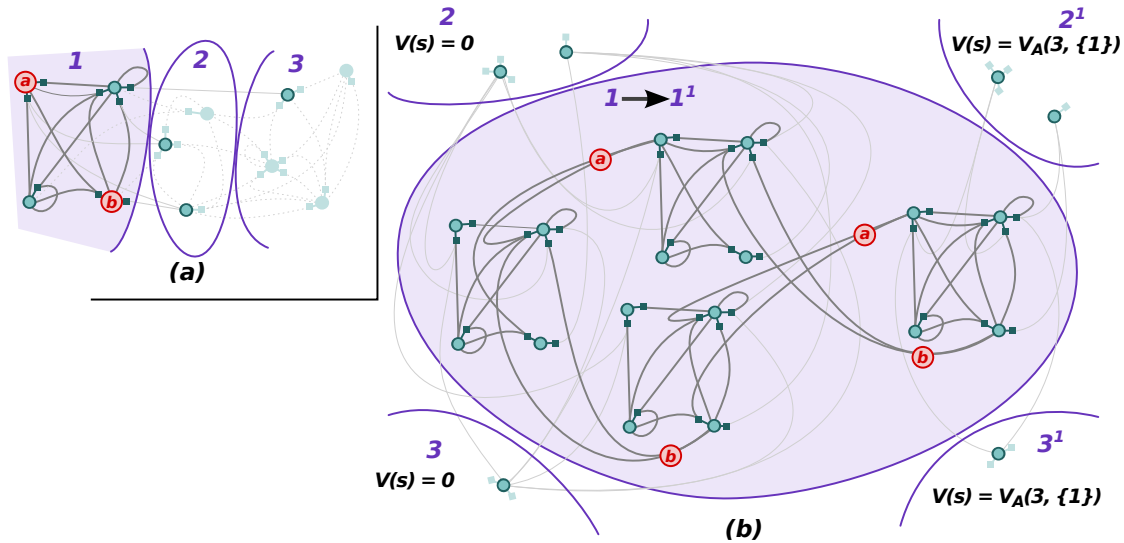 1
2
3
a
b
(a)
2
V(s) = 0
2¹
V(s) = V_A(3, {1})
1 → 1¹
a
a
b
b
3
V(s) = 0
3¹
V(s) = V_A(3, {1})
(b)